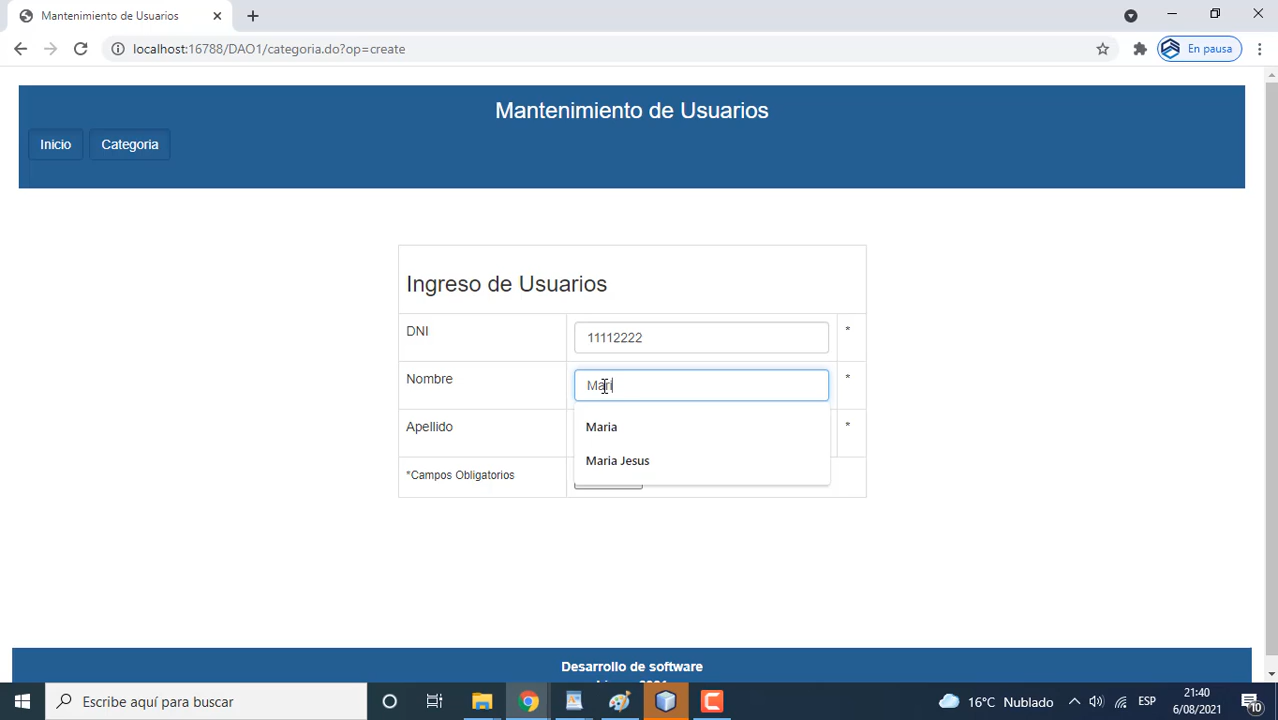 Mantenimiento de Usuarios
localhost:16788/DAO1/categoria.do?op=create
En pausa
Mantenimiento de Usuarios
Inicio
Categoria
Ingreso de Usuarios
DNI
11112222
*
Nombre
Mari
*
Maria
Apellido
*
Maria Jesus
*Campos Obligatorios
Desarrollo de software
Escribe aquí para buscar
16°C Nublado
ESP
21:40
6/08/2021
10